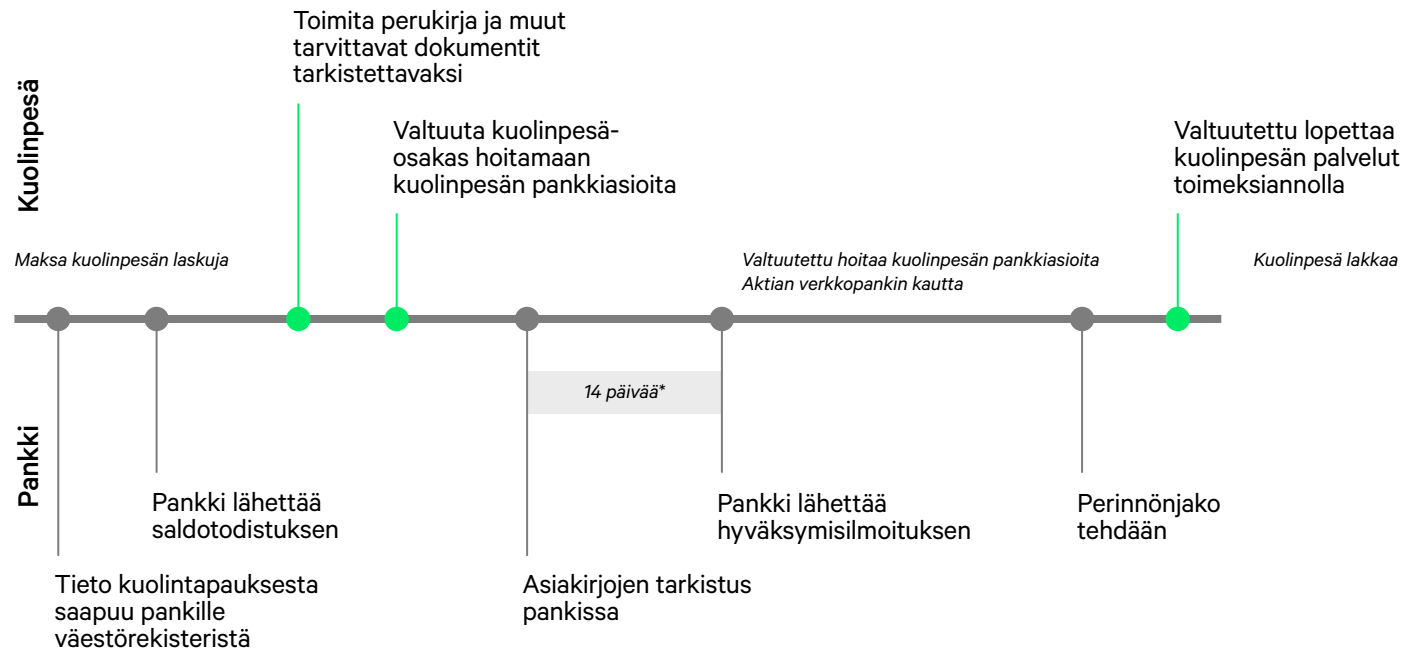 Kuolinpesä
Toimita perukirja ja muut
tarvittavat dokumentit
tarkistettavaksi
Valtuuta kuolinpesä-
osakas hoitamaan
kuolinpesän pankkiasioita
Valtuutettu lopettaa
kuolinpesän palvelut
toimeksiannolla
Maksa kuolinpesän laskuja
Valtuutettu hoitaa kuolinpesän pankkiasioita
Aktian verkkopankin kautta
Kuolinpesä lakkaa
14 päivää*
Pankki
Pankki lähettää
saldotodistuksen
Pankki lähettää
hyväksymisilmoituksen
Perinnönjako
tehdään
Tieto kuolintapauksesta
saapuu pankille
väestörekisteristä
Asiakirjojen tarkistus
pankissa